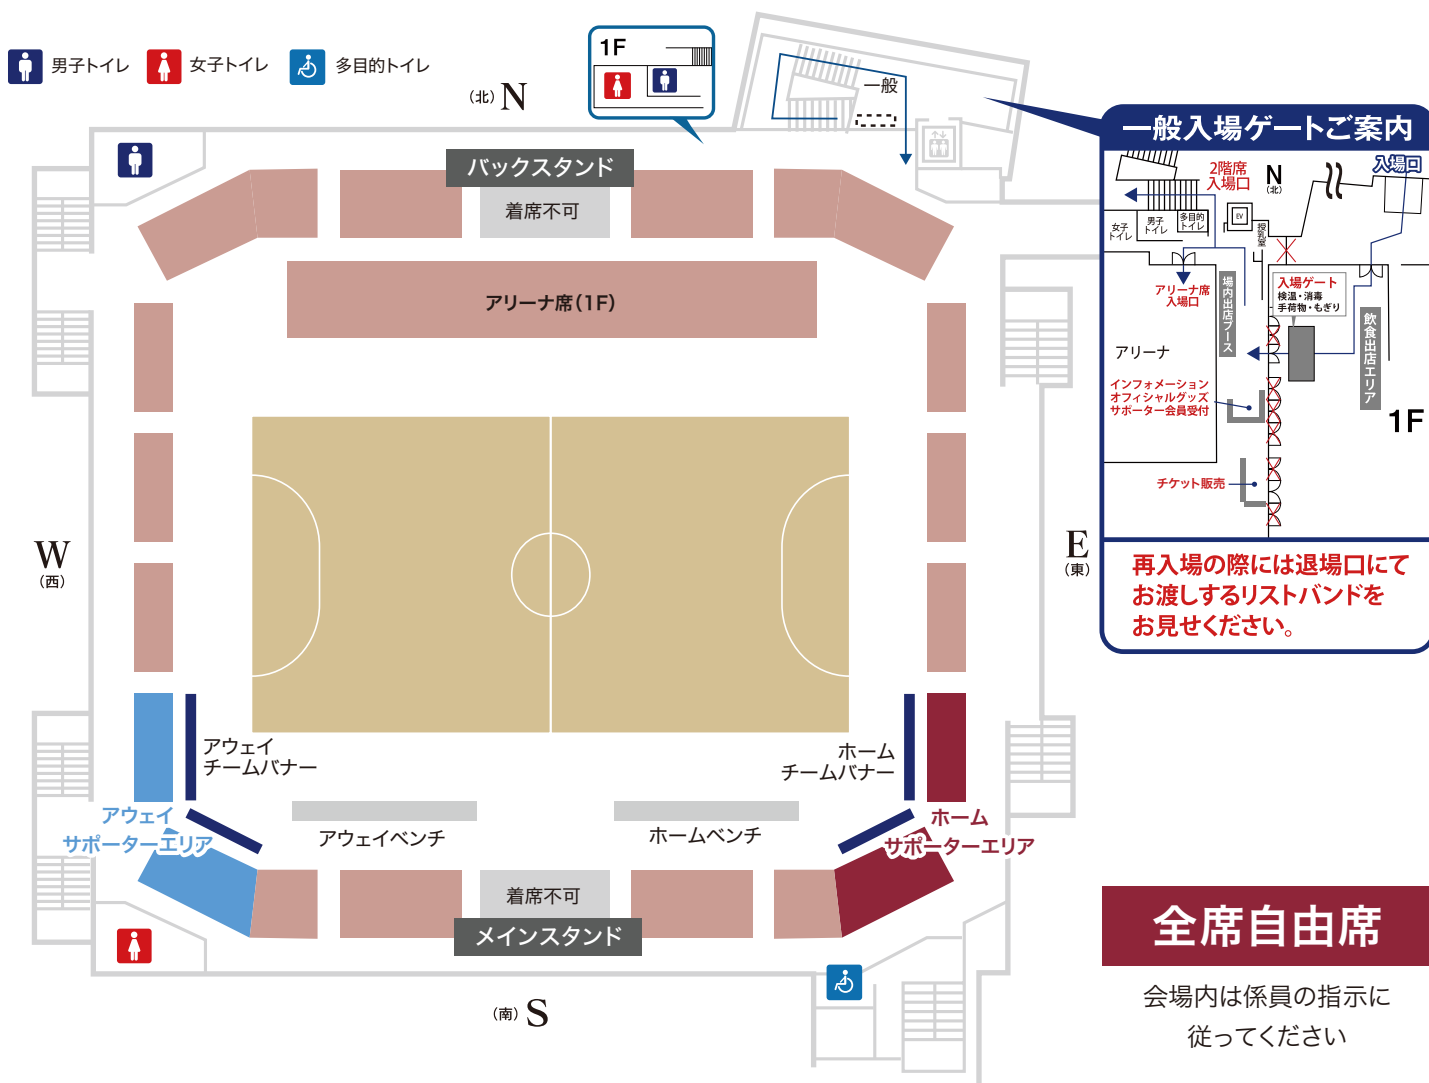 男子トイレ
女子トイレ
多目的トイレ
(北) N
1F
一般
バックスタンド
着席不可
アリーナ席(1F)
W
(西)
E
(東)
アウェイ
チームバナー
ホーム
チームバナー
アウェイ
サポーターエリア
アウェイベンチ
ホームベンチ
ホーム
サポーターエリア
着席不可
メインスタンド
(南) S
一般入場ゲートご案内
2階席
入場口
N
(北)
入場口
女子
トイレ
男子
トイレ
多目的
トイレ
EV
授乳室
アリーナ席
入場口
場内出店ブース
入場ゲート
検温・消毒
手荷物・もぎり
飲食出店エリア
アリーナ
インフォメーション
オフィシャルグッズ
サポーター会員受付
1F
チケット販売
再入場の際には退場口にて
お渡しするリストバンドを
お見せください。
全席自由席
会場内は係員の指示に
従ってください